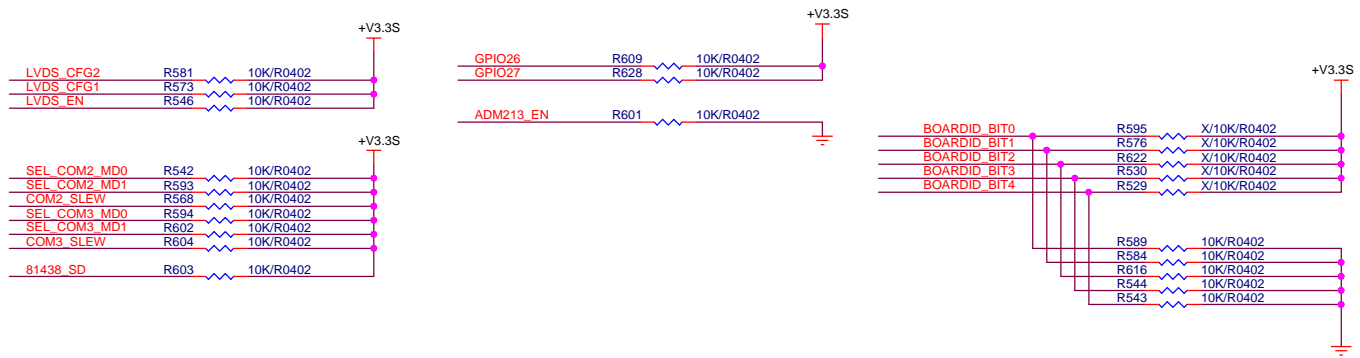 +V3.3S
LVDS_CFG2 R581 10K/R0402
LVDS_CFG1 R573 10K/R0402
LVDS_EN R546 10K/R0402
+V3.3S
SEL_COM2_MD0 R542 10K/R0402
SEL_COM2_MD1 R593 10K/R0402
COM2_SLEW R568 10K/R0402
SEL_COM3_MD0 R594 10K/R0402
SEL_COM3_MD1 R602 10K/R0402
COM3_SLEW R604 10K/R0402
81438_SD R603 10K/R0402
+V3.3S
GPIO26 R609 10K/R0402
GPIO27 R628 10K/R0402
ADM213_EN R601 10K/R0402
+V3.3S
BOARDID_BIT0 R595 X/10K/R0402
BOARDID_BIT1 R576 X/10K/R0402
BOARDID_BIT2 R622 X/10K/R0402
BOARDID_BIT3 R530 X/10K/R0402
BOARDID_BIT4 R529 X/10K/R0402
R589 10K/R0402
R584 10K/R0402
R616 10K/R0402
R544 10K/R0402
R543 10K/R0402